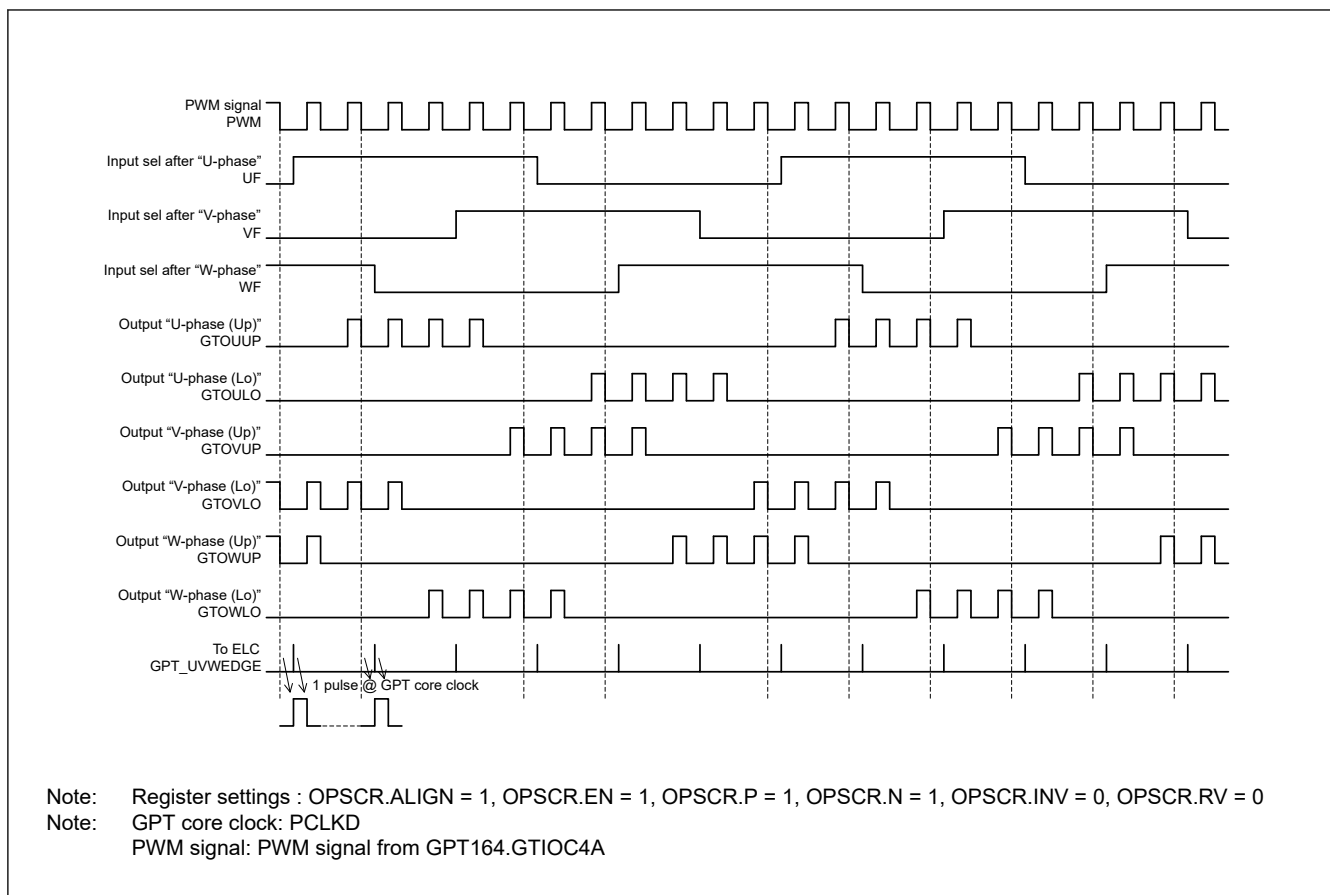 PWM signal
PWM
Input sel after “U-phase”
UF
Input sel after “V-phase”
VF
Input sel after “W-phase”
WF
Output “U-phase (Up)”
GTOUUP
Output “U-phase (Lo)”
GTOULO
Output “V-phase (Up)”
GTOVUP
Output “V-phase (Lo)”
GTOVLO
Output “W-phase (Up)”
GTOWUP
Output “W-phase (Lo)”
GTOWLO
To ELC
GPT_UVWEDGE
1 pulse @ GPT core clock
Note: Register settings : OPSCR.ALIGN = 1, OPSCR.EN = 1, OPSCR.P = 1, OPSCR.N = 1, OPSCR.INV = 0, OPSCR.RV = 0
Note: GPT core clock: PCLKD
PWM signal: PWM signal from GPT164.GTIOC4A